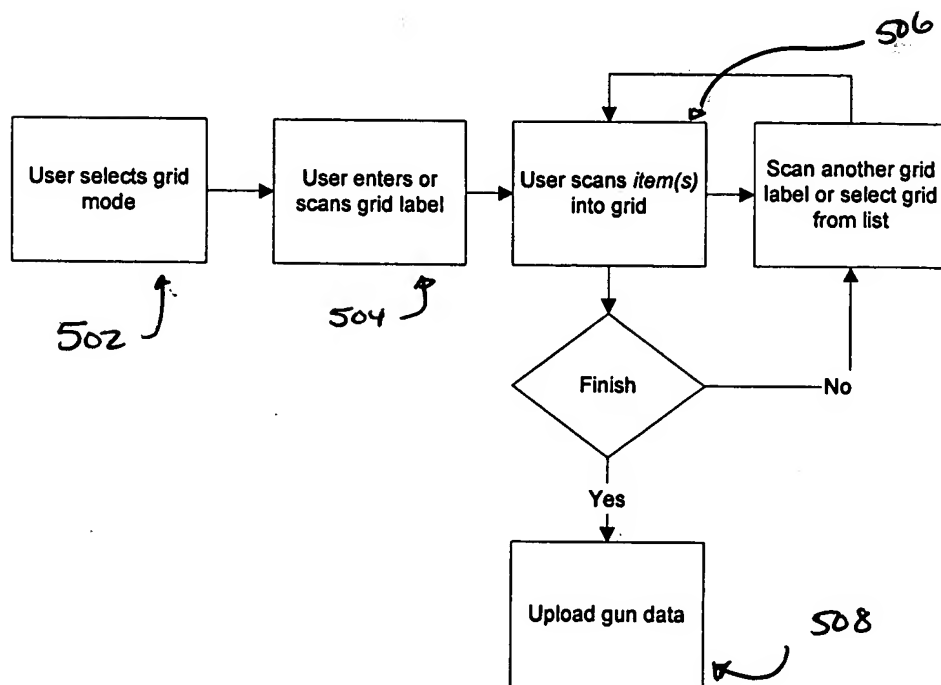 506
User selects grid
mode
User enters or
scans grid label
User scans item(s)
into grid
Scan another grid
label or select grid
from list
502
504
Finish
No
Yes
Upload gun data
508